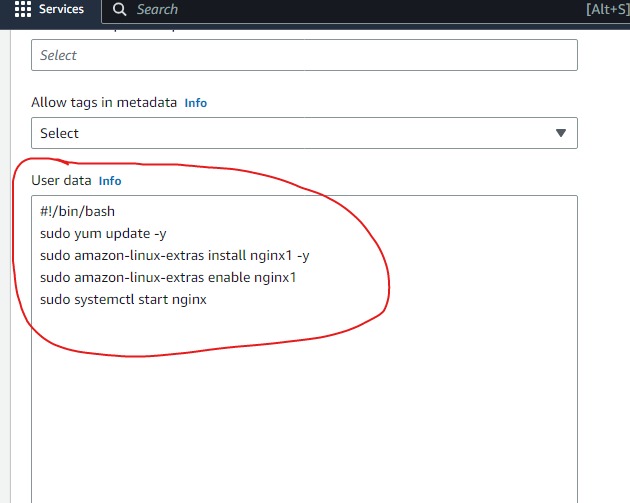 Services
Search
[Alt+S]
Select
Allow tags in metadata Info
Select
User data Info
#!/bin/bash
sudo yum update -y
sudo amazon-linux-extras install nginx1 -y
sudo amazon-linux-extras enable nginx1
sudo systemctl start nginx